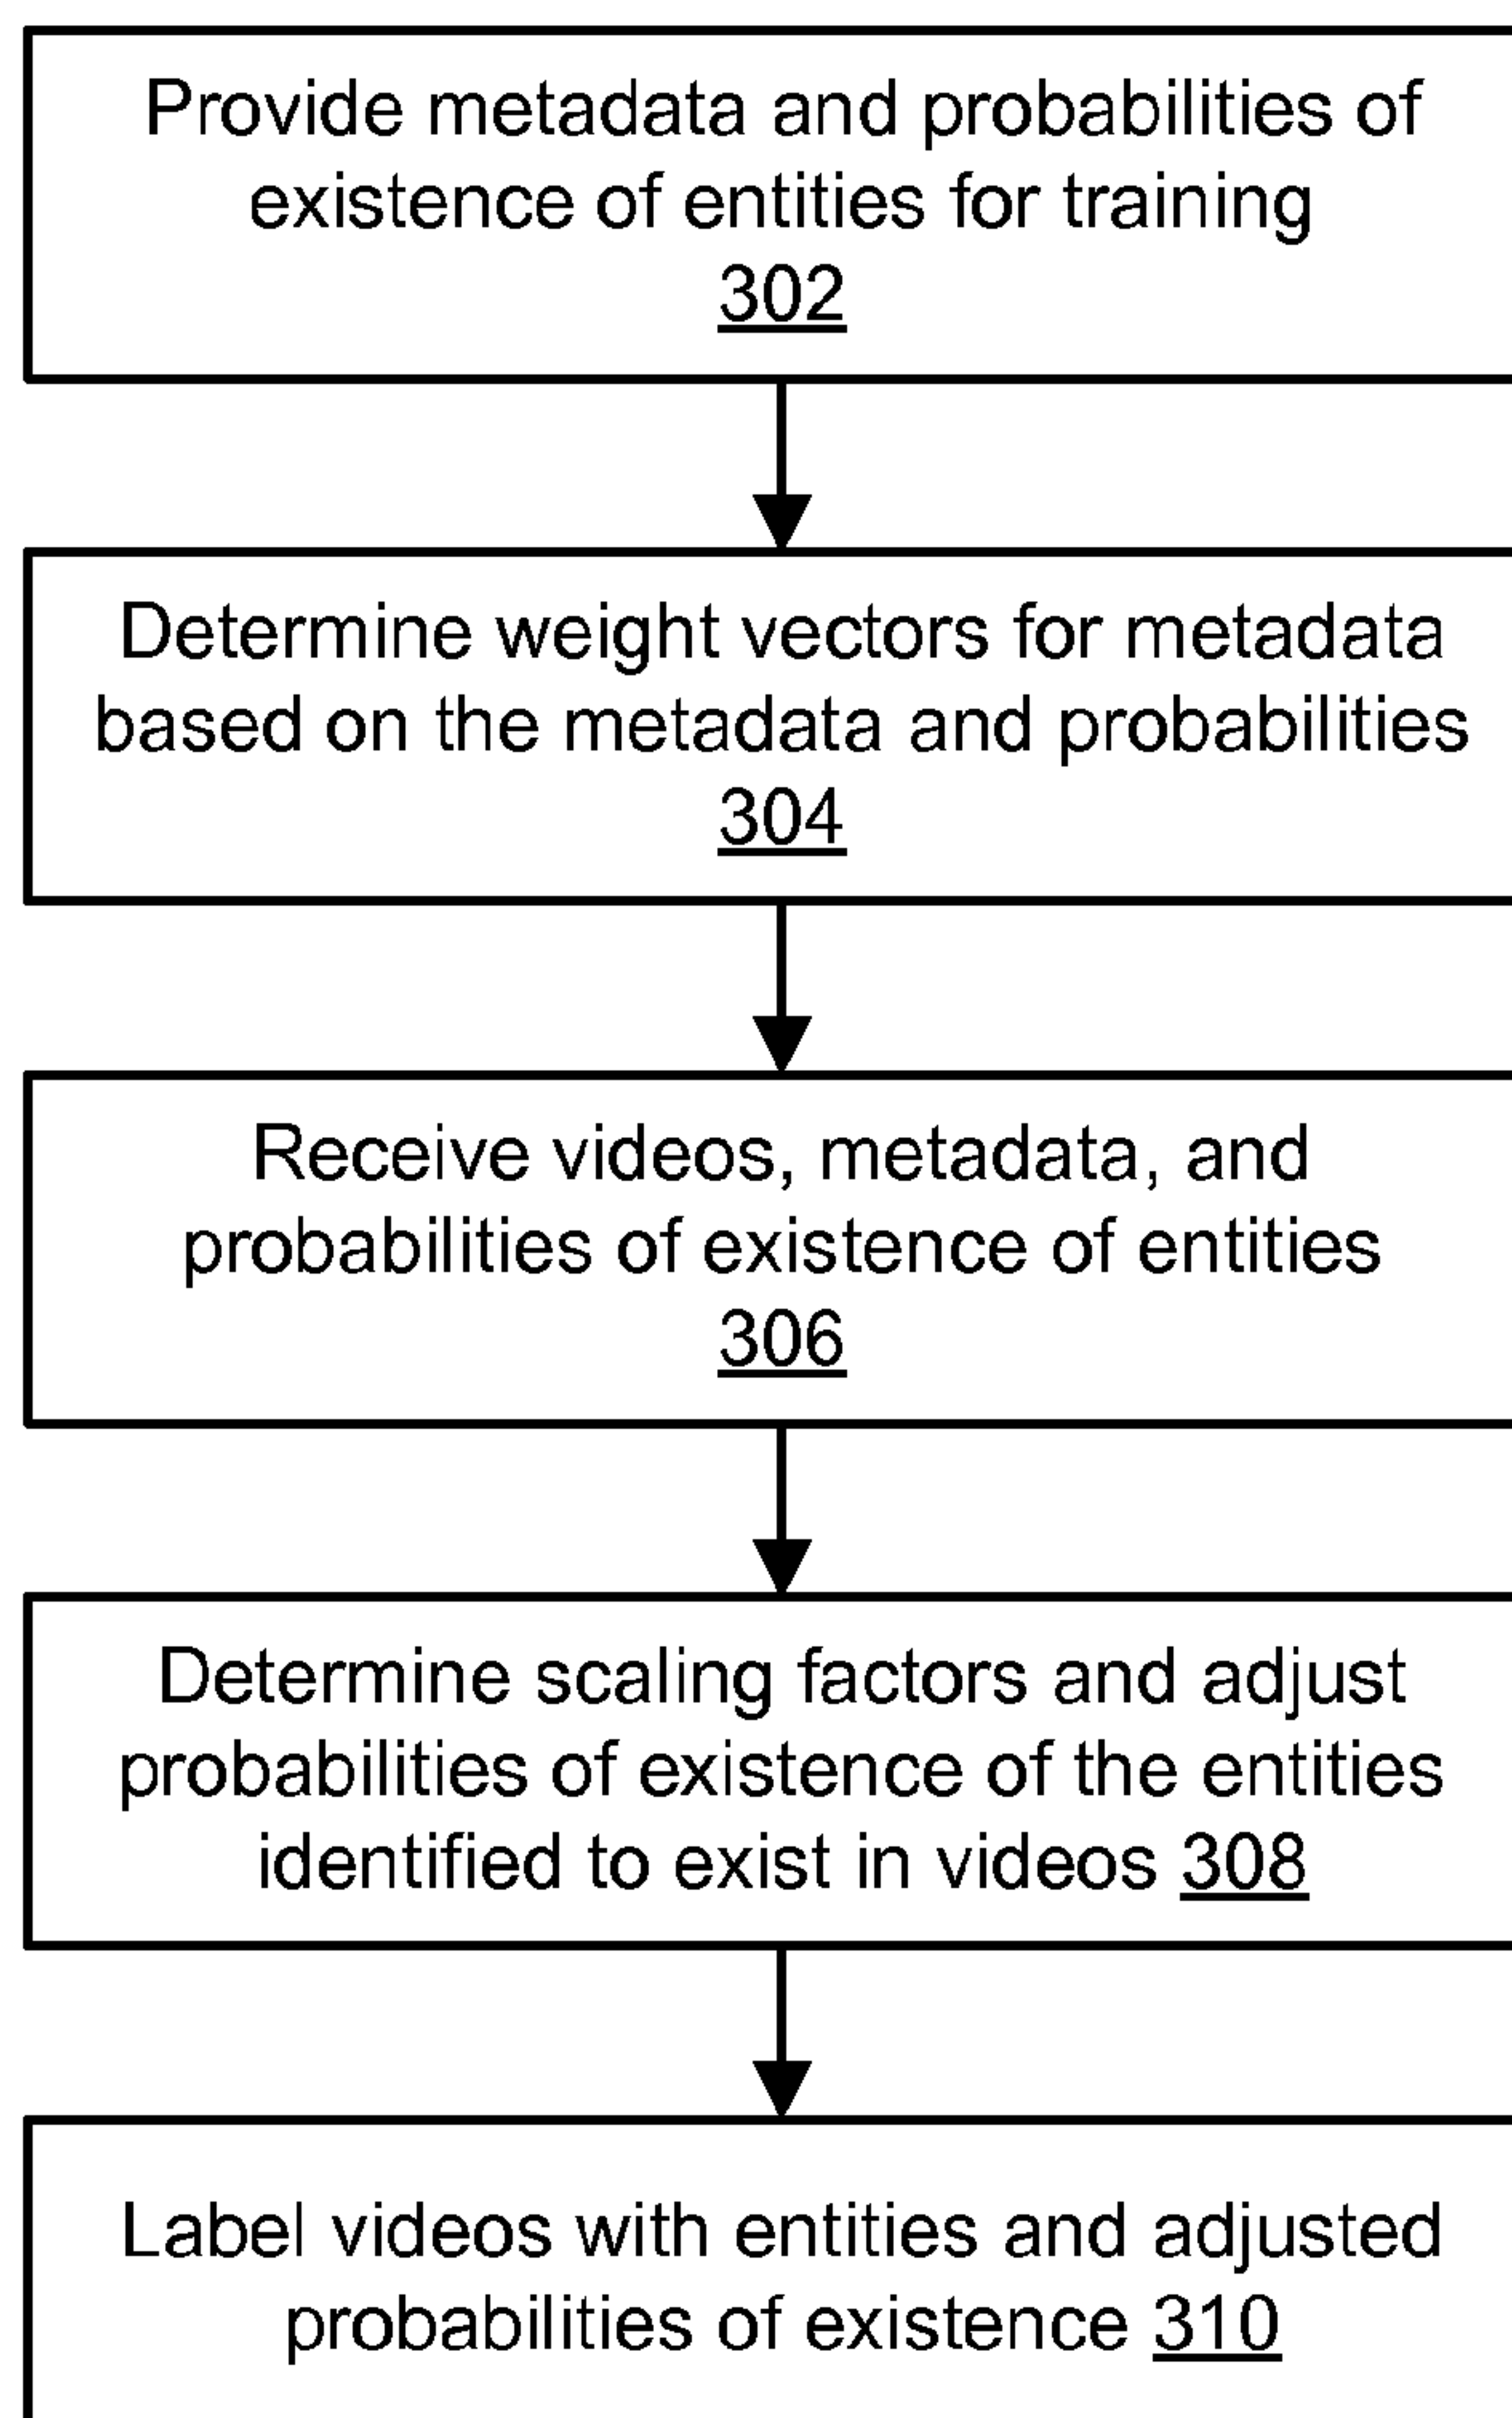 Provide metadata and probabilities of
existence of entities for training
302
Determine weight vectors for metadata
based on the metadata and probabilities
304
Receive videos, metadata, and
probabilities of existence of entities
306
Determine scaling factors and adjust
probabilities of existence of the entities
identified to exist in videos 308
Label videos with entities and adjusted
probabilities of existence 310